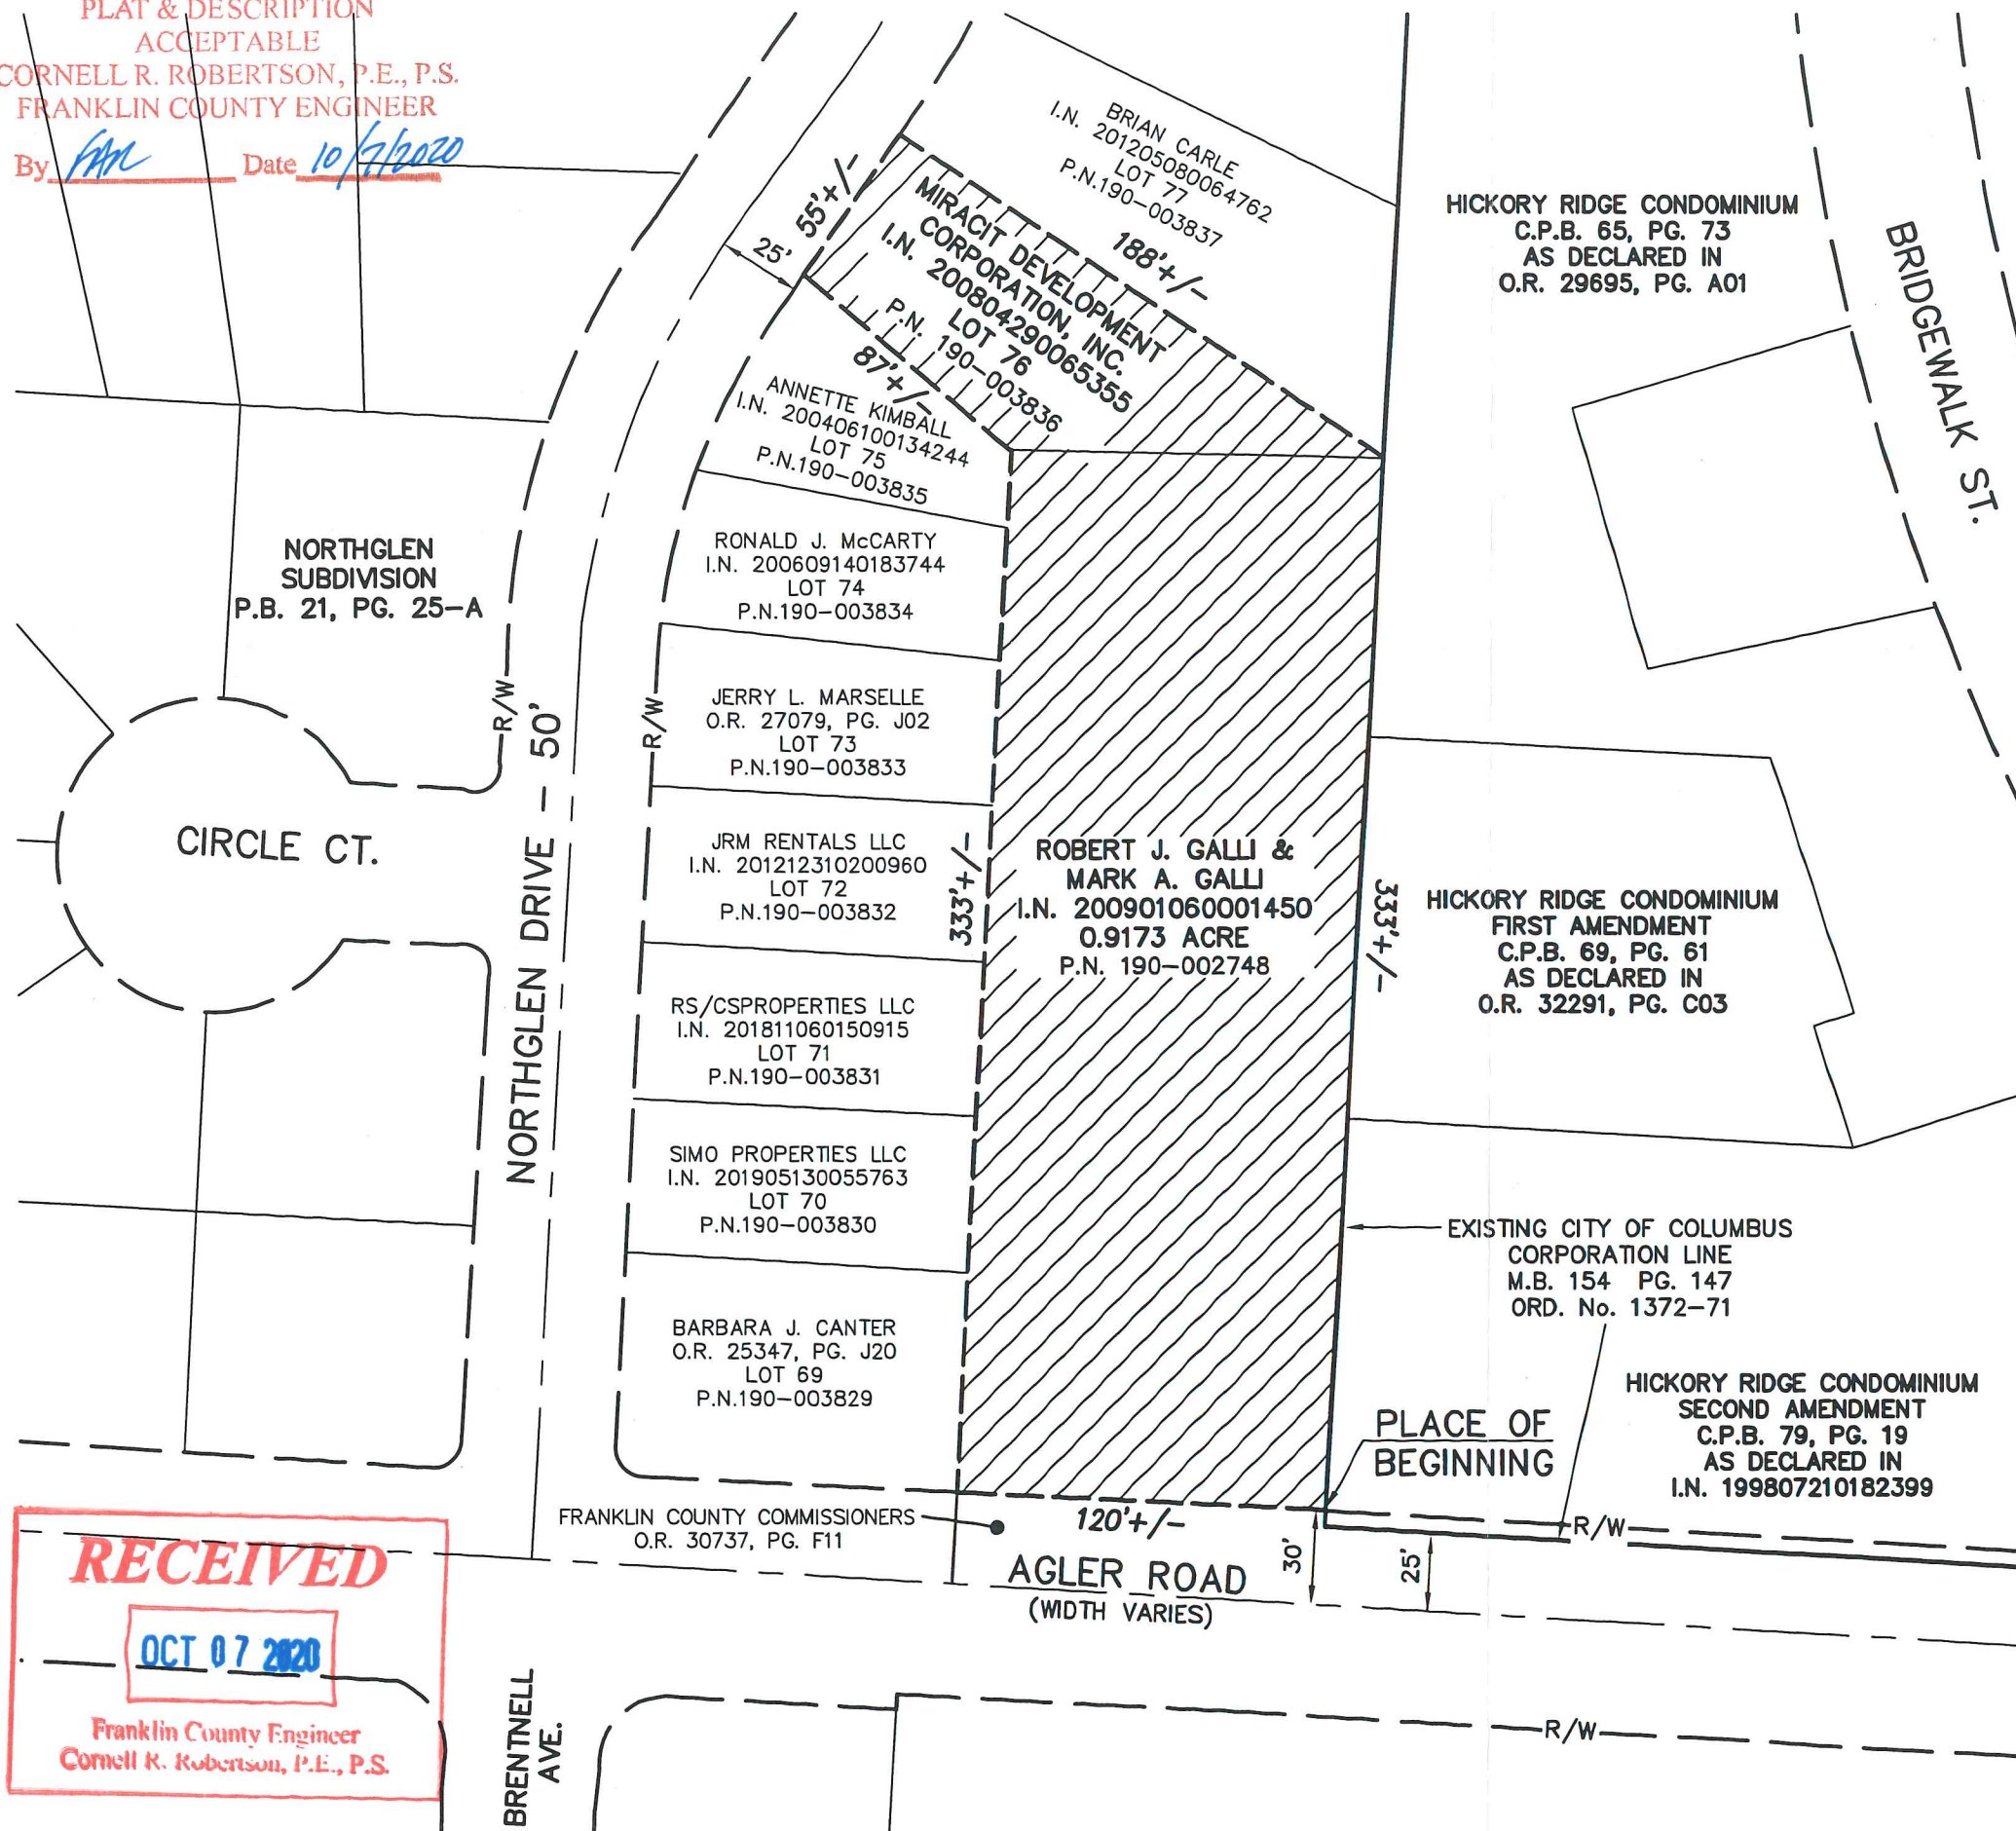 PLAT & DESCRIPTION
ACCEPTABLE
CORNELL R. ROBERTSON, P.E., P.S.
FRANKLIN COUNTY ENGINEER
By Date 10/7/2020
BRIAN CARLE
I.N. 201205080064762
LOT 77
P.N.190-003837
188'+/-
55'+/-
25'
MIRACIT DEVELOPMENT
CORPORATION, INC.
I.N. 200804290065355
LOT 76
P.N. 190-003836
87'+/-
HICKORY RIDGE CONDOMINIUM
C.P.B. 65, PG. 73
AS DECLARED IN
O.R. 29695, PG. A01
BRIDGEWALK ST.
ANNETTE KIMBALL
I.N. 200406100134244
LOT 75
P.N.190-003835
NORTHGLEN
SUBDIVISION
P.B. 21, PG. 25-A
RONALD J. McCARTY
I.N. 200609140183744
LOT 74
P.N.190-003834
R/W
R/W
NORTHGLEN DRIVE - 50'
JERRY L. MARSELLE
O.R. 27079, PG. J02
LOT 73
P.N.190-003833
CIRCLE CT.
JRM RENTALS LLC
I.N. 201212310200960
LOT 72
P.N.190-003832
333'+/-
ROBERT J. GALLI &
MARK A. GALLI
I.N. 200901060001450
0.9173 ACRE
P.N. 190-002748
333'+/-
HICKORY RIDGE CONDOMINIUM
FIRST AMENDMENT
C.P.B. 69, PG. 61
AS DECLARED IN
O.R. 32291, PG. C03
RS/CSPROPERTIES LLC
I.N. 201811060150915
LOT 71
P.N.190-003831
SIMO PROPERTIES LLC
I.N. 201905130055763
LOT 70
P.N.190-003830
EXISTING CITY OF COLUMBUS
CORPORATION LINE
M.B. 154 PG. 147
ORD. No. 1372-71
BARBARA J. CANTER
O.R. 25347, PG. J20
LOT 69
P.N.190-003829
PLACE OF
BEGINNING
HICKORY RIDGE CONDOMINIUM
SECOND AMENDMENT
C.P.B. 79, PG. 19
AS DECLARED IN
I.N. 199807210182399
FRANKLIN COUNTY COMMISSIONERS
O.R. 30737, PG. F11
120'+/-
R/W
30'
25'
AGLER ROAD
(WIDTH VARIES)
RECEIVED
OCT 07 2020
Franklin County Engineer
Cornell R. Robertson, P.E., P.S.
BRENTNELL
AVE.
R/W